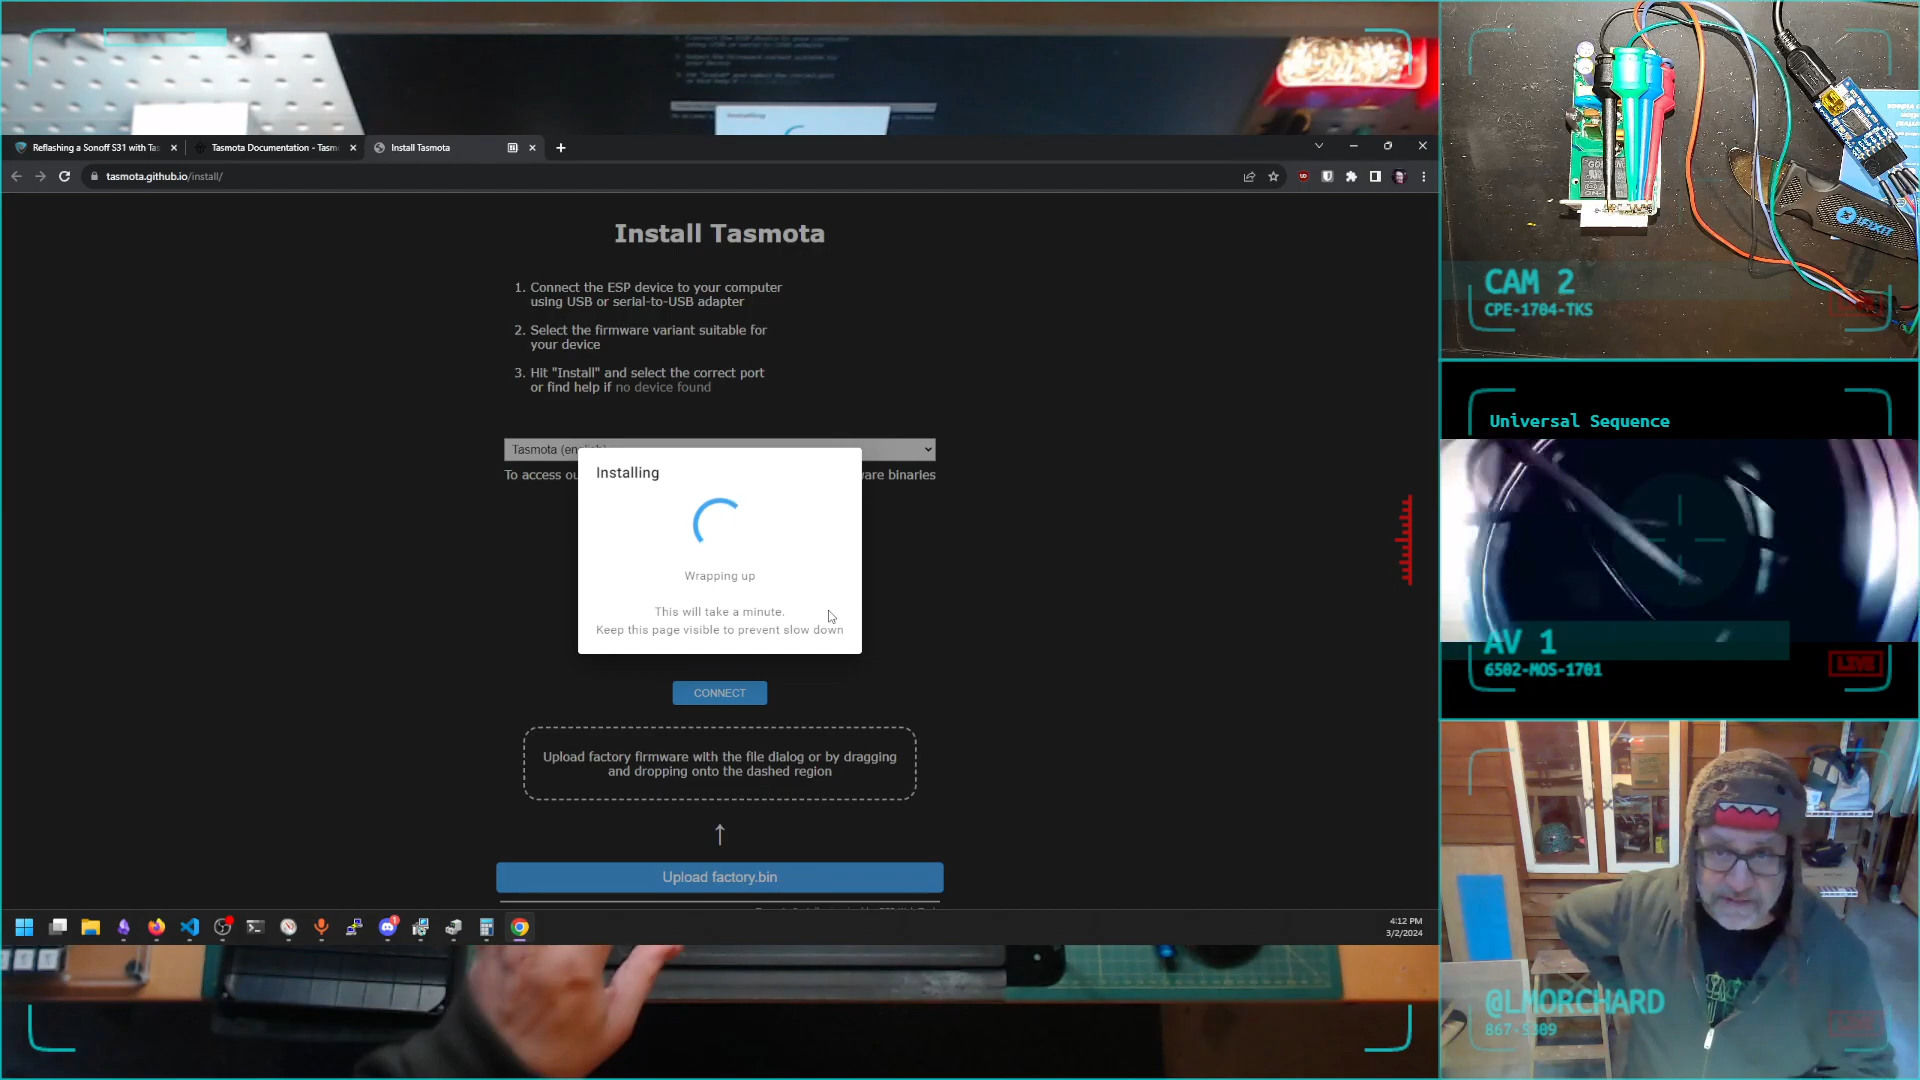 Installing
Reflashing a Sonoff S31 with Tas
Tasmota Documentation - Tasm
Install Tasmota
tasmota.github.io/install/
Install Tasmota
1. Connect the ESP device to your computer
using USB or serial-to-USB adapter
2. Select the firmware variant suitable for
your device
3. Hit "Install" and select the correct port
or find help if no device found
Tasmota (english)
To access ou
ware binaries
Installing
Wrapping up
This will take a minute.
Keep this page visible to prevent slow down
CONNECT
Upload factory firmware with the file dialog or by dragging
and dropping onto the dashed region
↑
Upload factory.bin
4:12 PM
3/2/2024
iFIXIT
CAM 2
CPE-1704-TKS
Universal Sequence
AV 1
6502-MOS-1701
LIVE
@LMORCHARD
867-5309